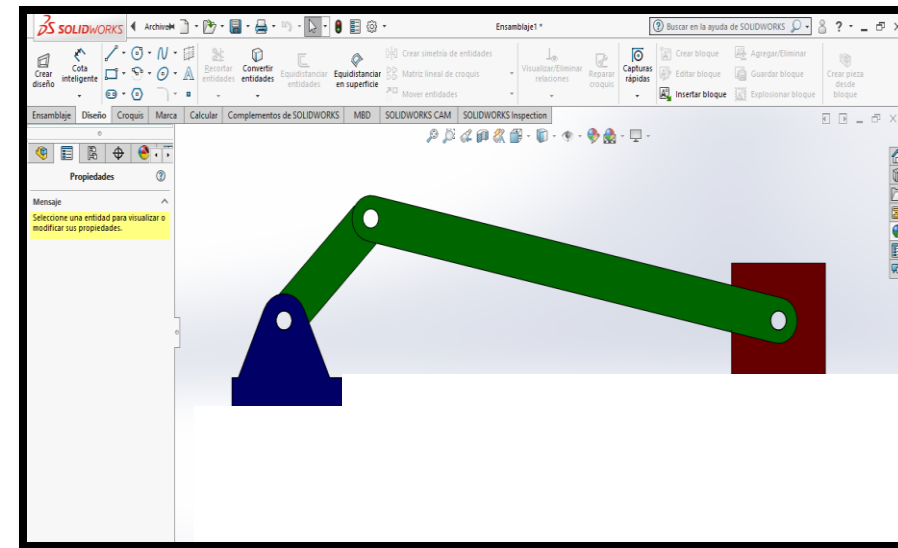 SOLIDWORKS
Archivo
Ensamblaje1 *
Buscar en la ayuda de SOLIDWORKS
?
Crear diseño
Cota inteligente
Recortar entidades
Convertir entidades
Equidistanciar entidades
Equidistanciar en superficie
Crear simetría de entidades
Matriz lineal de croquis
Mover entidades
Visualizar/Eliminar relaciones
Reparar croquis
Capturas rápidas
Crear bloque
Editar bloque
Insertar bloque
Agregar/Eliminar
Guardar bloque
Explosionar bloque
Crear pieza desde bloque
Ensamblaje
Diseño
Croquis
Marca
Calcular
Complementos de SOLIDWORKS
MBD
SOLIDWORKS CAM
SOLIDWORKS Inspection
Propiedades
Mensaje
Seleccione una entidad para visualizar o
modificar sus propiedades.